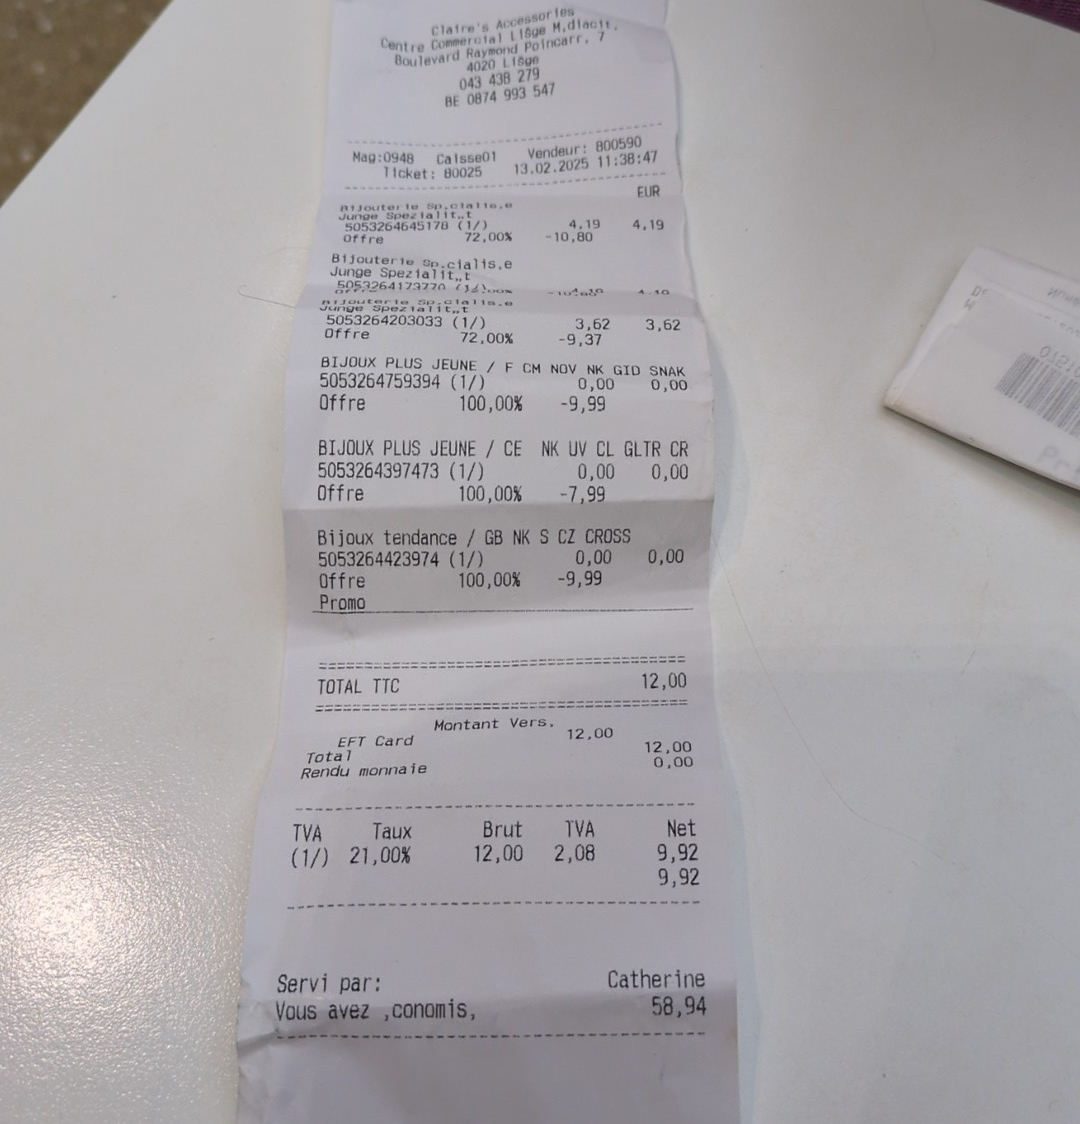 Claire's Accessories
Centre Commercial Li§ge M‚diacit‚
Boulevard Raymond Poincarr‚ 7
4020 Li§ge
043 438 279
BE 0874 993 547
Mag:0948 Caisse01 Vendeur: 800590
Ticket: 80025 13.02.2025 11:38:47
EUR
Bijouterie Sp‚cialis‚e
Junge Spezialit„t
5053264645178 (1/) 4,19 4,19
Offre 72,00% -10,80
Bijouterie Sp‚cialis‚e
Junge Spezialit„t
5053264173770 4,19
Bijouterie Sp‚cialis‚e
Junge Spezialit„t
5053264203033 (1/) 3,62 3,62
Offre 72,00% -9,37
BIJOUX PLUS JEUNE / F CM NOV NK GID SNAK
5053264759394 (1/) 0,00 0,00
Offre 100,00% -9,99
BIJOUX PLUS JEUNE / CE NK UV CL GLTR CR
5053264397473 (1/) 0,00 0,00
Offre 100,00% -7,99
Bijoux tendance / GB NK S CZ CROSS
5053264423974 (1/) 0,00 0,00
Offre 100,00% -9,99
Promo
TOTAL TTC 12,00
Montant Vers‚
EFT Card 12,00
Total 12,00
Rendu monnaie 0,00
TVA Taux Brut TVA Net
(1/) 21,00% 12,00 2,08 9,92
9,92
Servi par: Catherine
Vous avez ‚conomis‚ 58,94